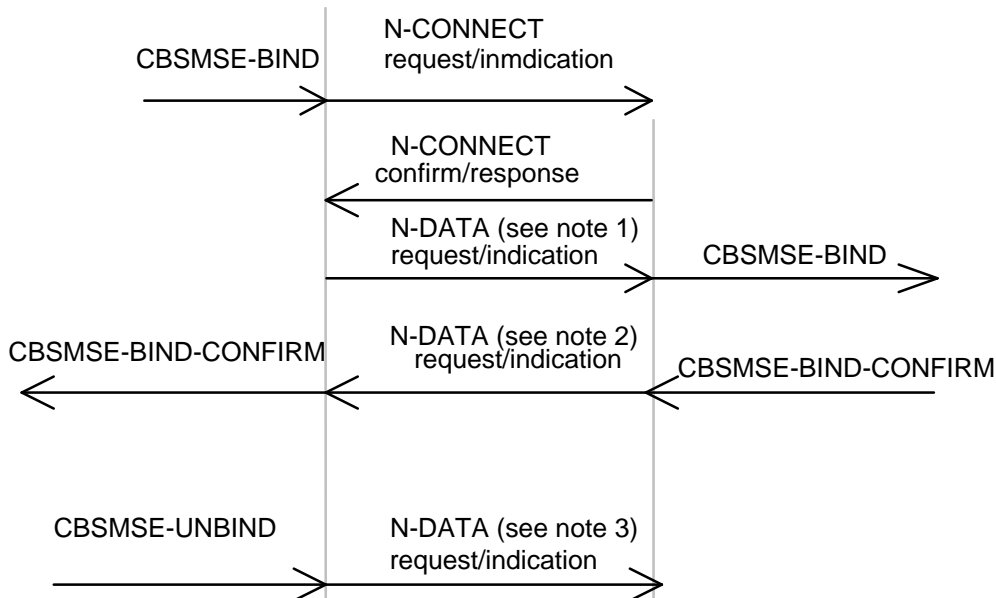 N-CONNECT
request/inmdication
CBSMSE-BIND
N-CONNECT
confirm/response
N-DATA (see note 1)
request/indication
CBSMSE-BIND
N-DATA (see note 2)
request/indication
CBSMSE-BIND-CONFIRM
CBSMSE-BIND-CONFIRM
CBSMSE-UNBIND
N-DATA (see note 3)
request/indication